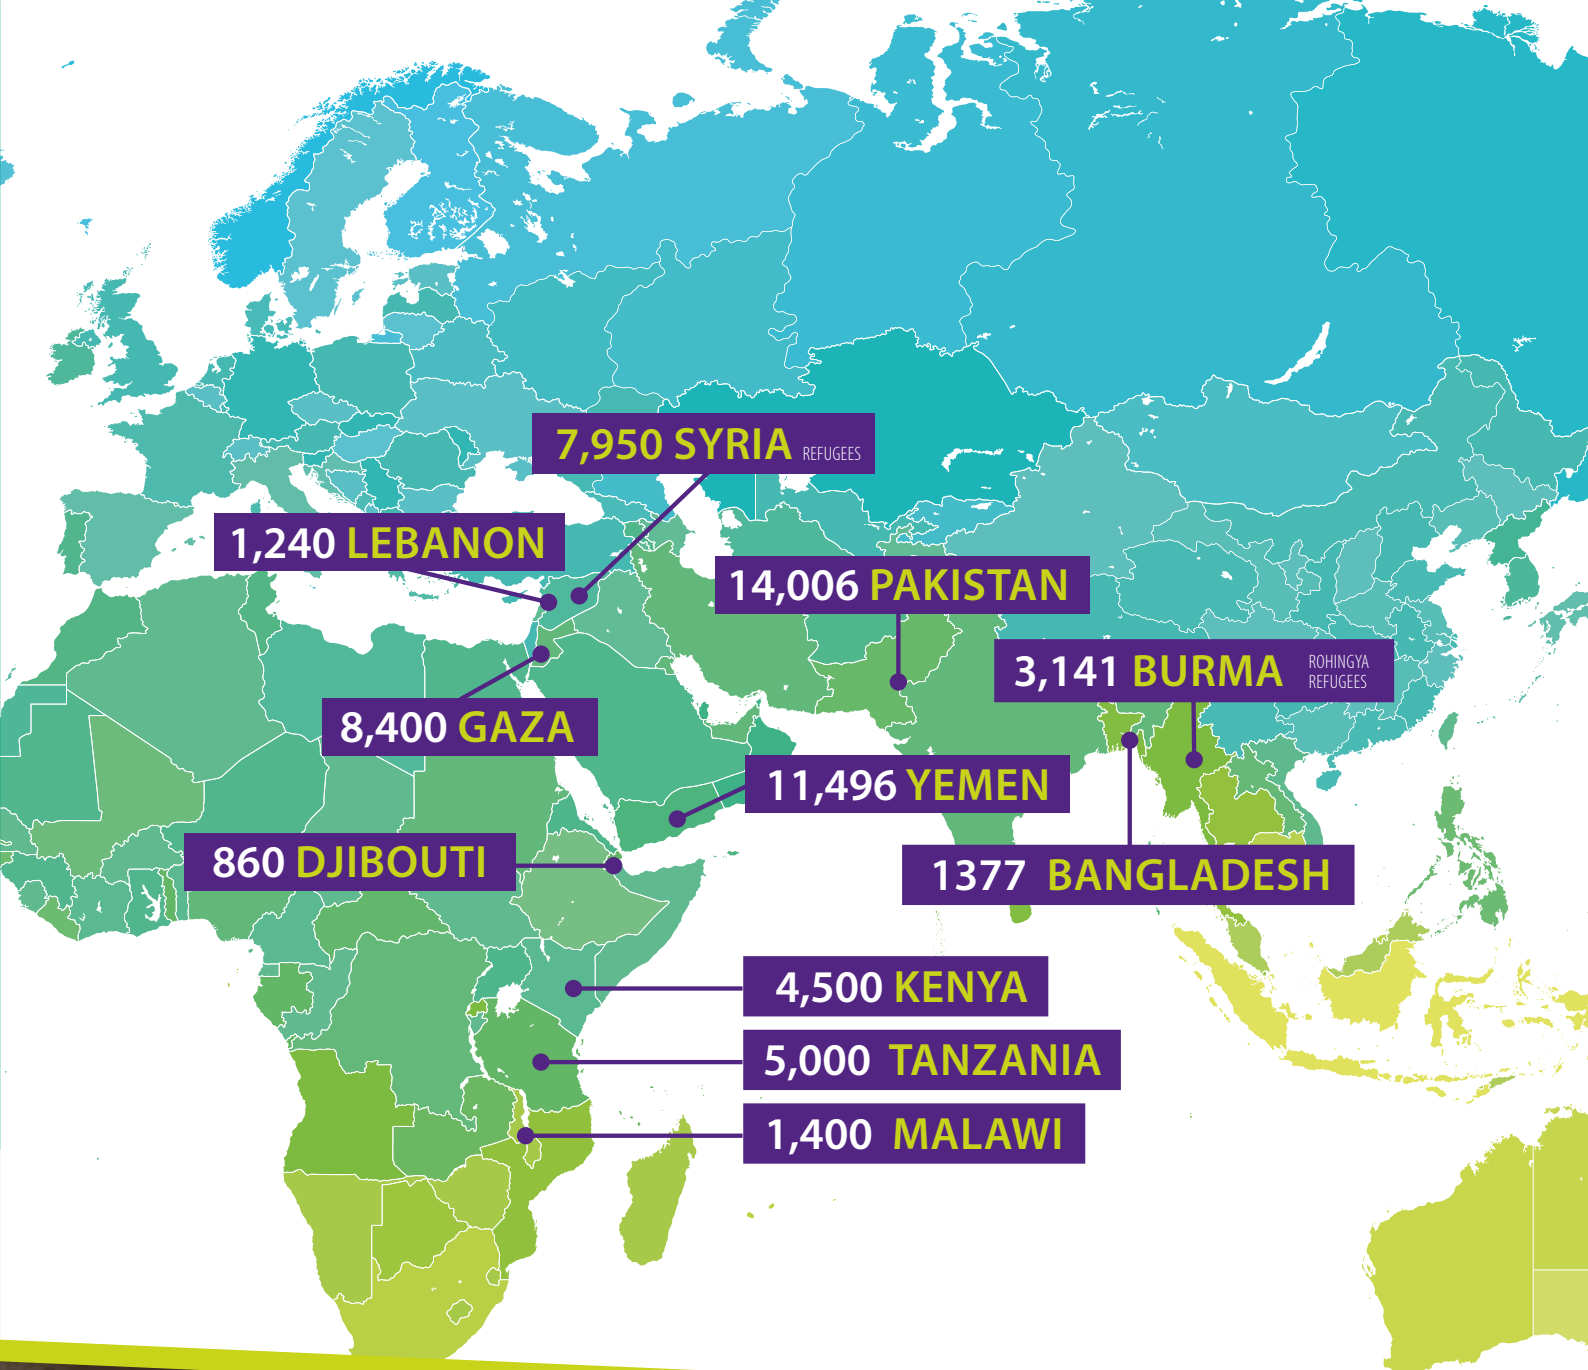 7,950 SYRIA REFUGEES
1,240 LEBANON
14,006 PAKISTAN
3,141 BURMA ROHINGYA
REFUGEES
8,400 GAZA
11,496 YEMEN
860 DJIBOUTI
1377 BANGLADESH
4,500 KENYA
5,000 TANZANIA
1,400 MALAWI